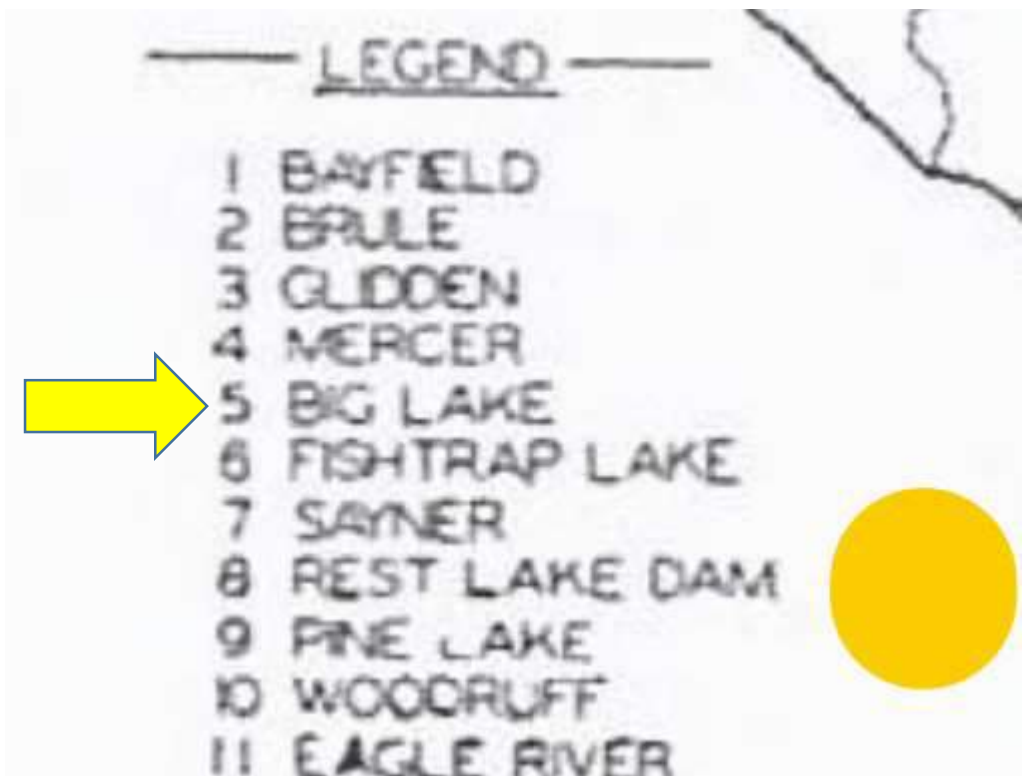 LEGEND
1 BAYFIELD
2 BRULE
3 GLIDDEN
4 MERCER
5 BIG LAKE
6 FISHTRAP LAKE
7 SAYNER
8 REST LAKE DAM
9 PINE LAKE
10 WOODRUFF
11 EAGLE RIVER